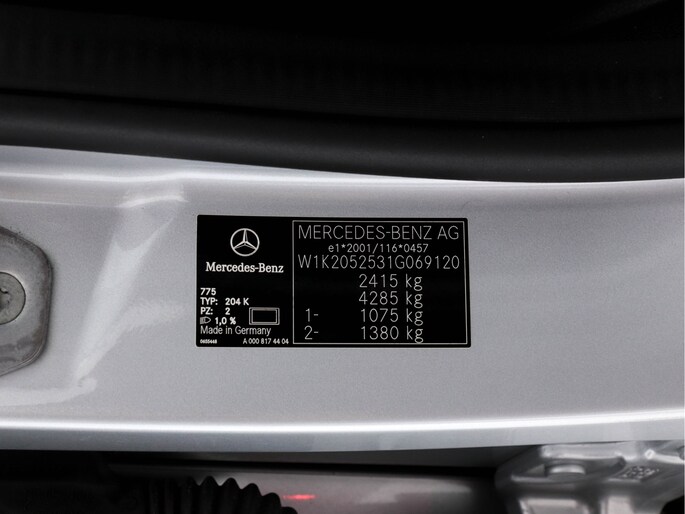 Mercedes-Benz
775
TYP: 204 K
PZ: 2
1,0 %
Made in Germany
A 000 817 44 04
MERCEDES-BENZ AG
e1*2001/116*0457
W1K2052531G069120
2415 kg
4285 kg
1- 1075 kg
2- 1380 kg